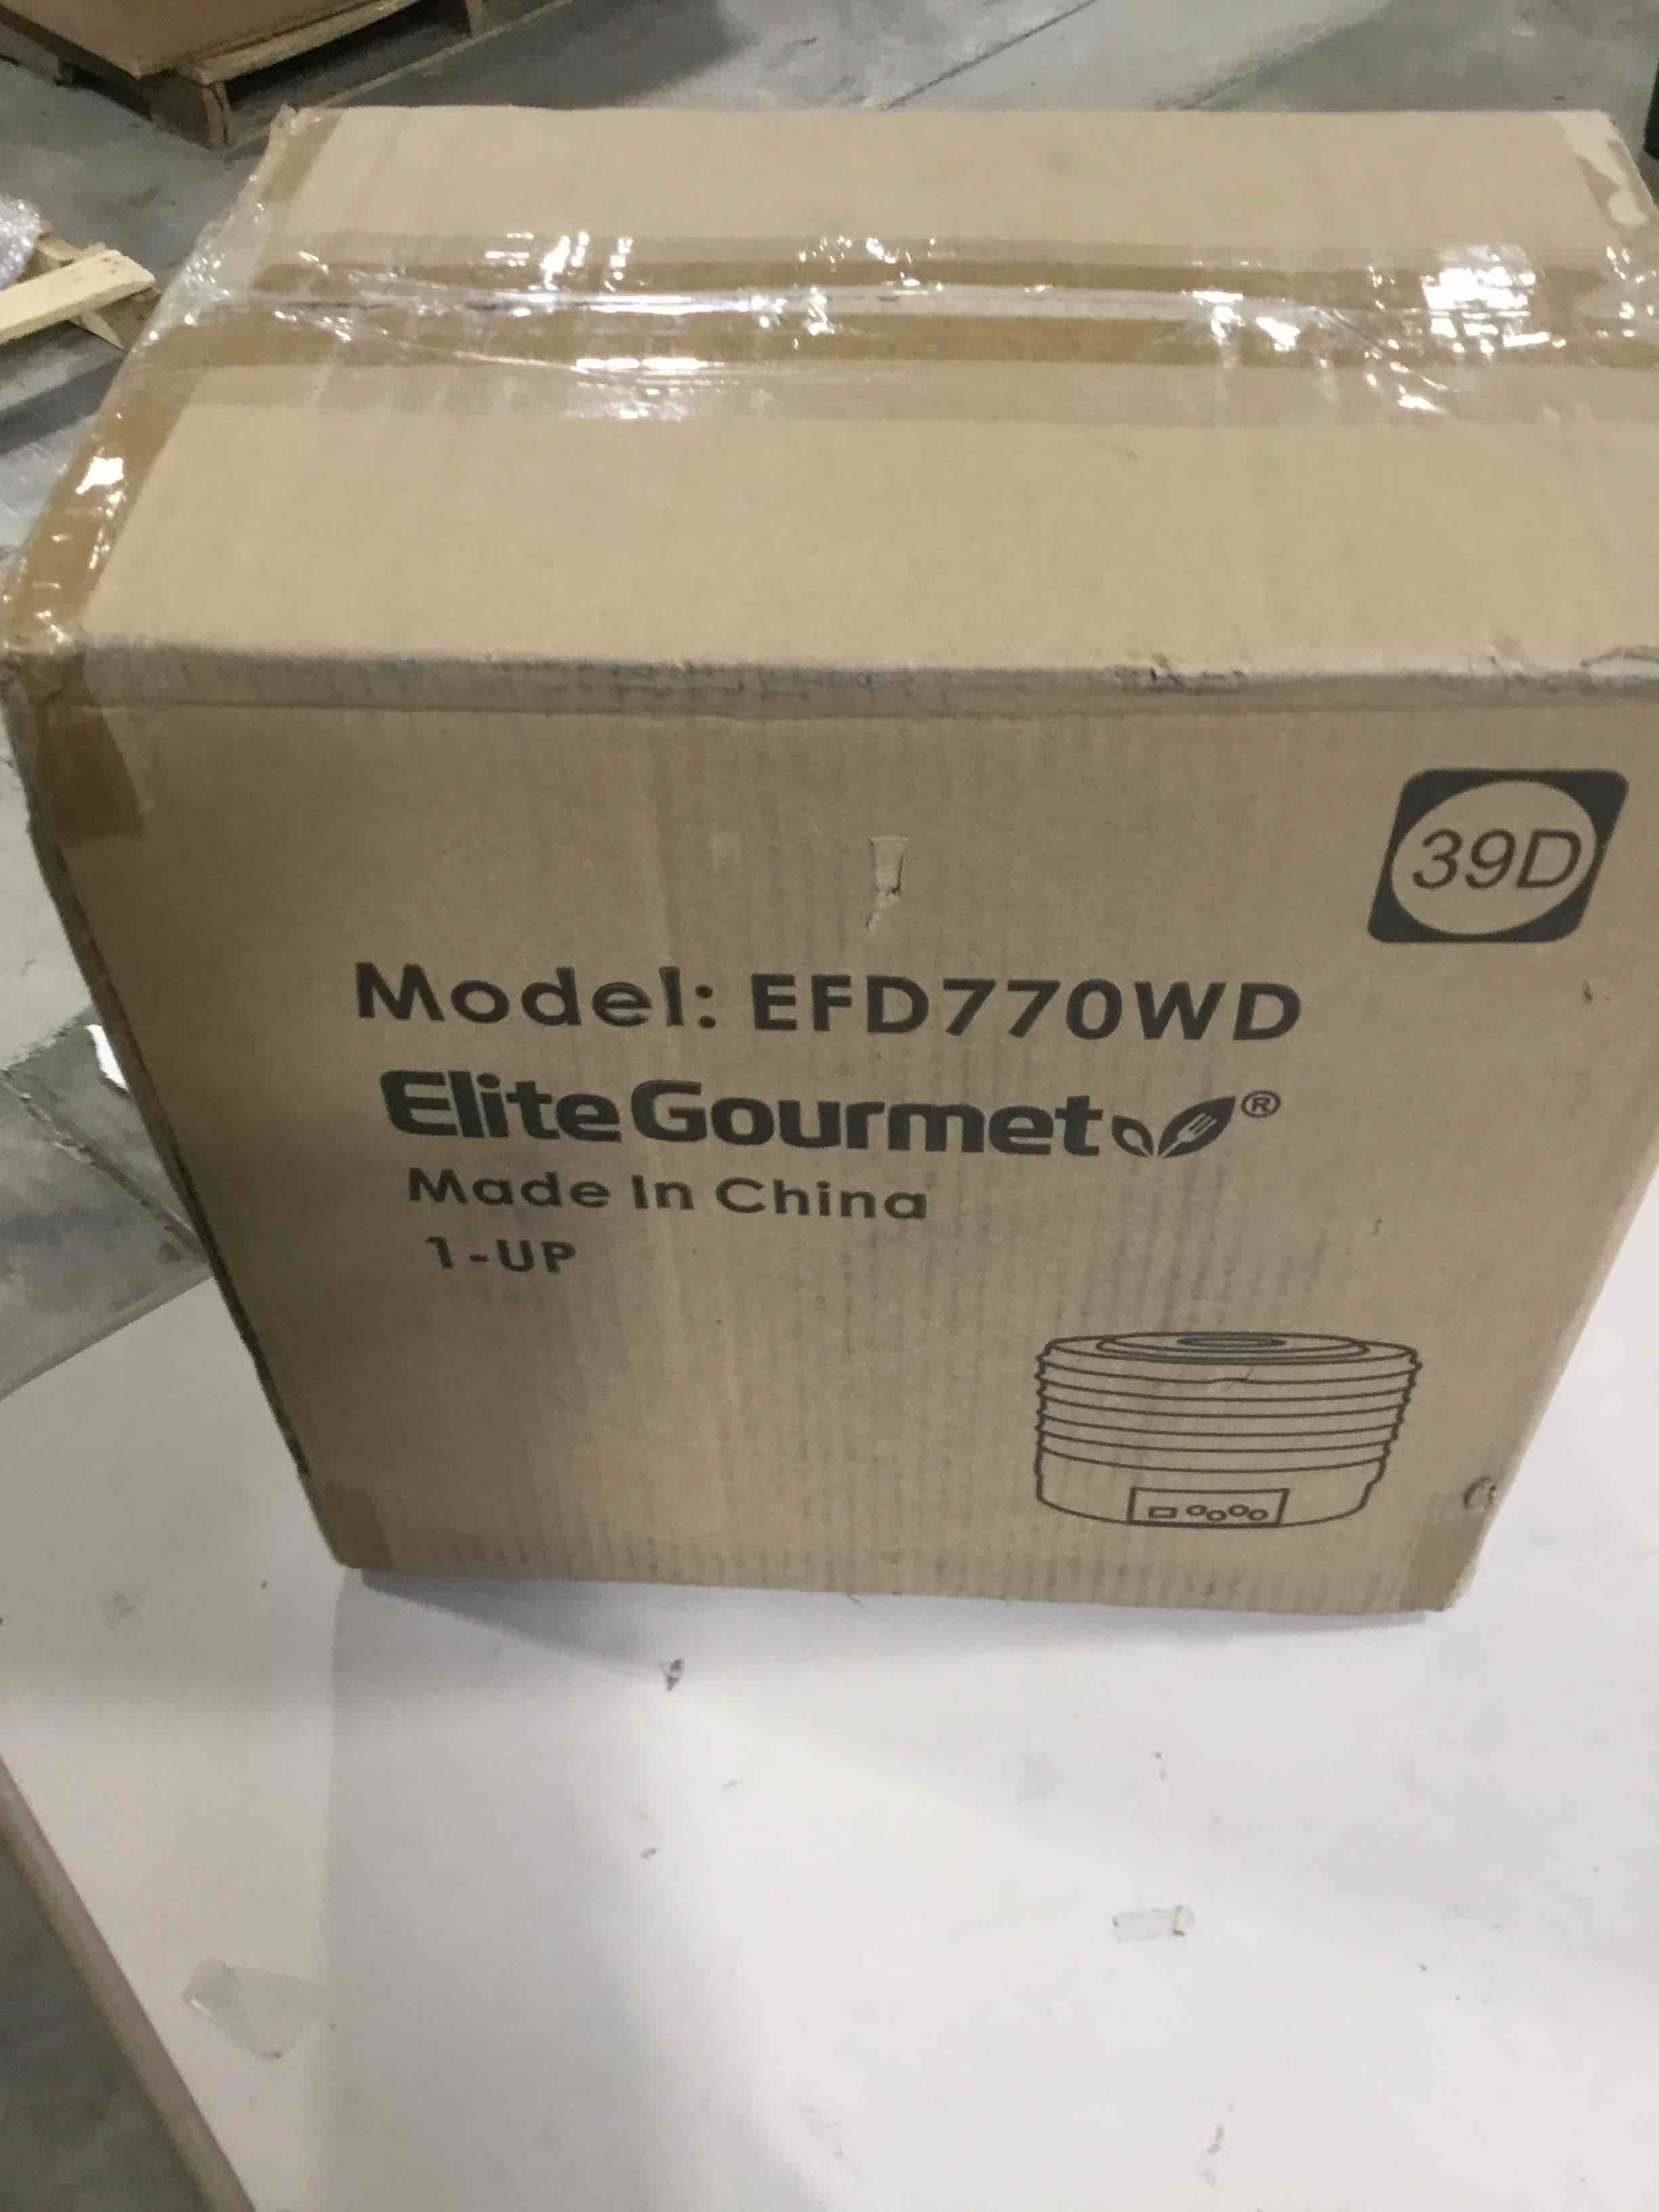 39D
Model: EFD770WD
EliteGourmet®
Made In China
1-UP